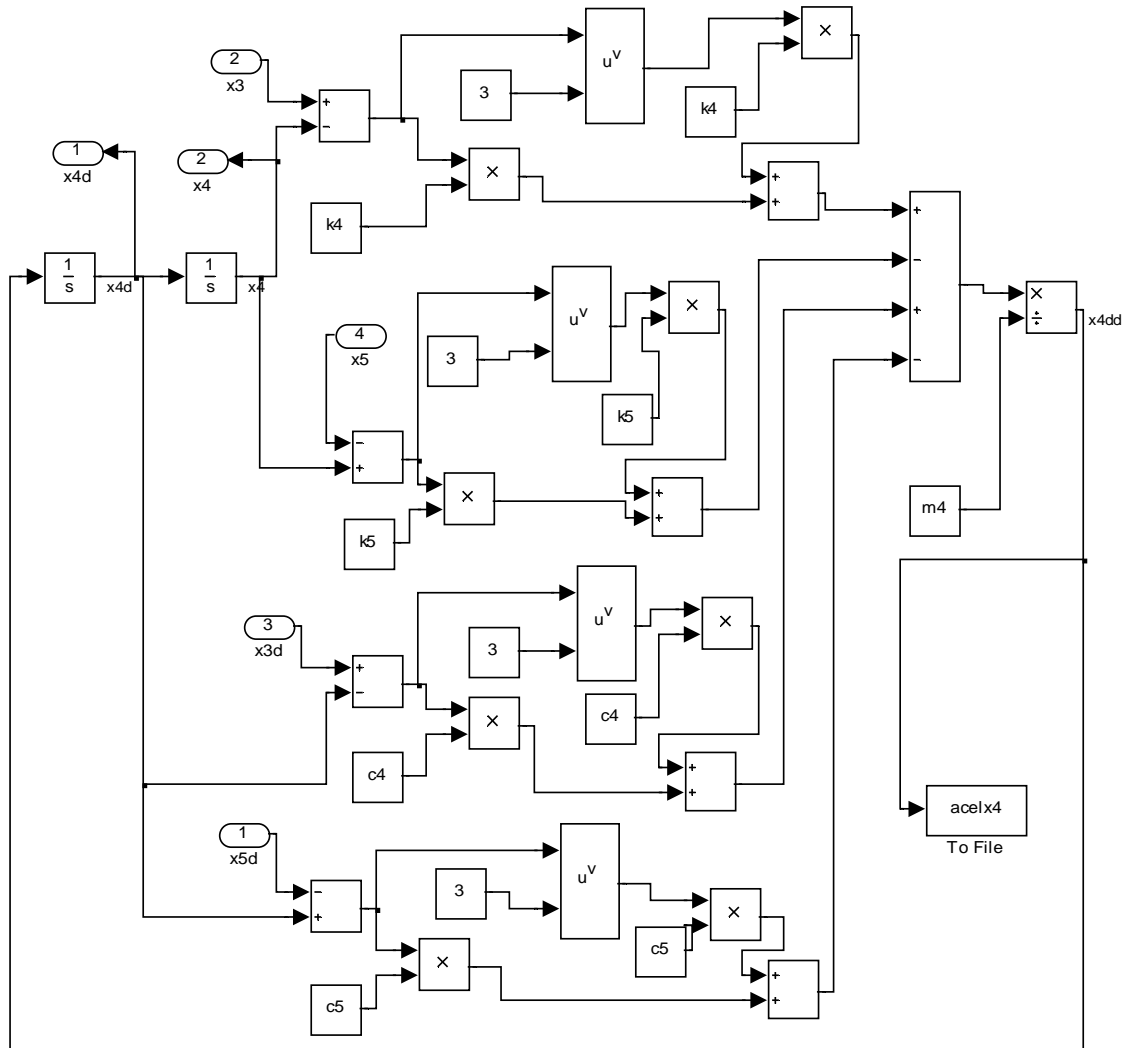 2
x3
3
u^v
k4
×
+
−
1
x4d
2
x4
×
k4
+
+
+
−
+
−
1
s
x4d
1
s
x4
4
x5
3
u^v
×
k5
×
÷
x4dd
−
+
×
k5
+
+
m4
3
x3d
3
u^v
×
+
−
×
c4
c4
+
+
acelx4
To File
1
x5d
3
u^v
×
−
+
×
c5
c5
+
+